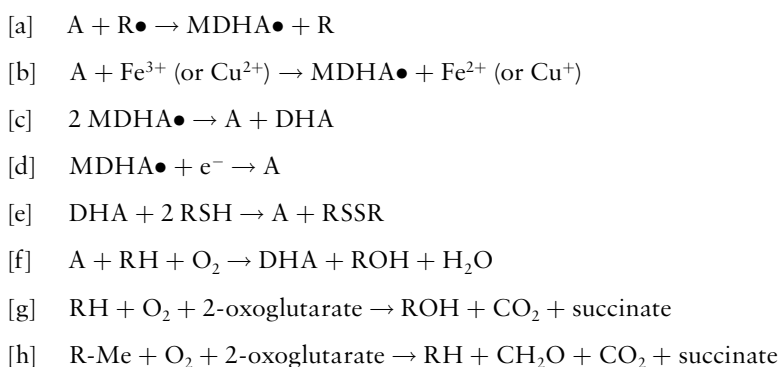 [a] A + R● → MDHA● + R
[b] A + Fe³⁺ (or Cu²⁺) → MDHA● + Fe²⁺ (or Cu⁺)
[c] 2 MDHA● → A + DHA
[d] MDHA● + e⁻ → A
[e] DHA + 2 RSH → A + RSSR
[f] A + RH + O₂ → DHA + ROH + H₂O
[g] RH + O₂ + 2-oxoglutarate → ROH + CO₂ + succinate
[h] R-Me + O₂ + 2-oxoglutarate → RH + CH₂O + CO₂ + succinate